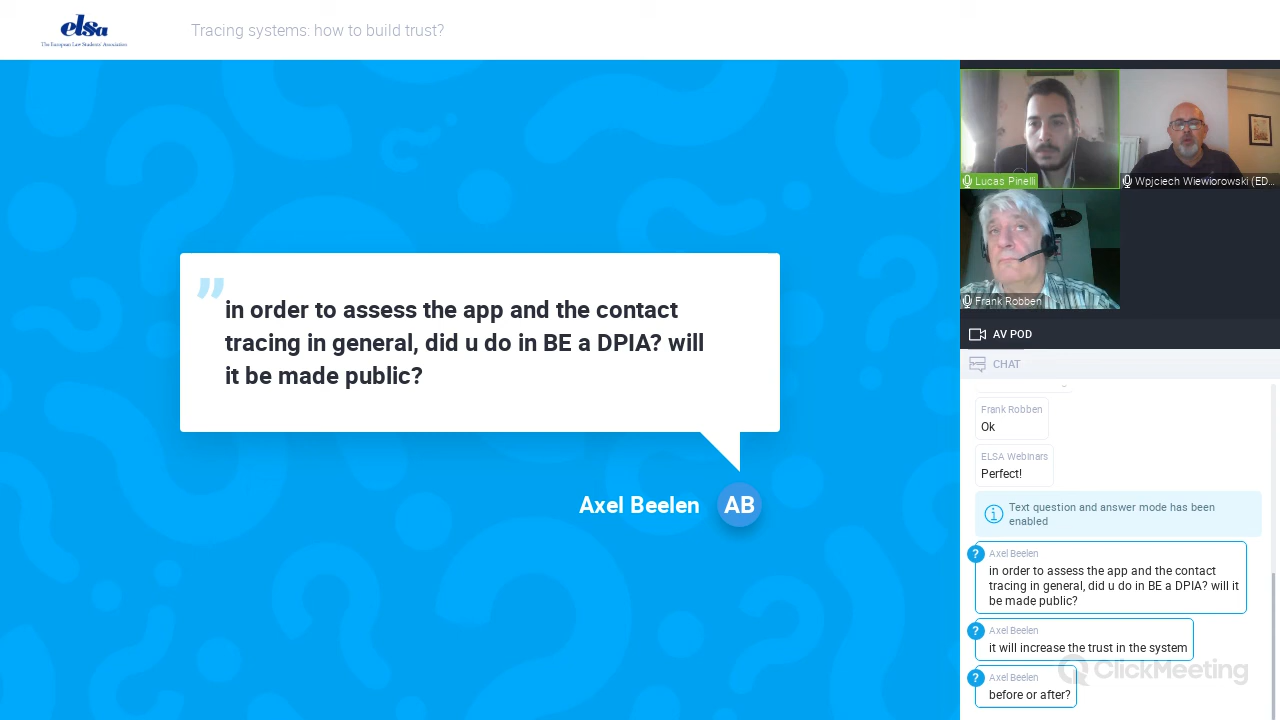 elsa
The European Law Students' Association
Tracing systems: how to build trust?
in order to assess the app and the contact
tracing in general, did u do in BE a DPIA? will
it be made public?
Axel Beelen
AB
Lucas Pinelli
Wpjciech Wiewiorowski (ED...
Frank Robben
AV POD
CHAT
Frank Robben
Ok
ELSA Webinars
Perfect!
Text question and answer mode has been
enabled
?
Axel Beelen
in order to assess the app and the contact
tracing in general, did u do in BE a DPIA? will it
be made public?
?
Axel Beelen
it will increase the trust in the system
?
Axel Beelen
before or after?
ClickMeeting